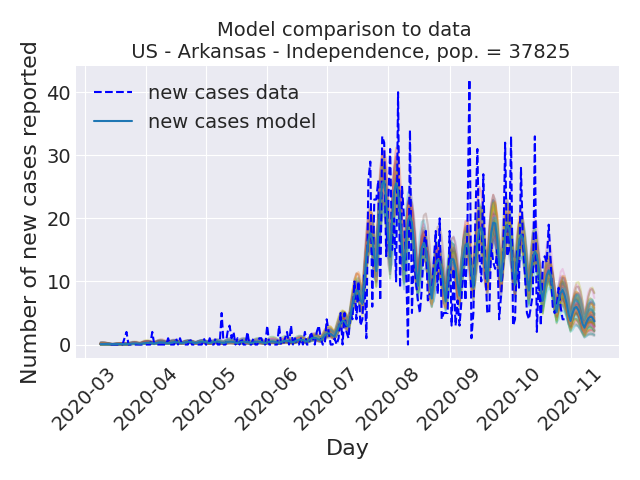 Model comparison to data
US - Arkansas - Independence, pop. = 37825
Number of new cases reported
40
30
20
10
0
new cases data
new cases model
2020-03
2020-04
2020-05
2020-06
2020-07
2020-08
2020-09
2020-10
2020-11
Day